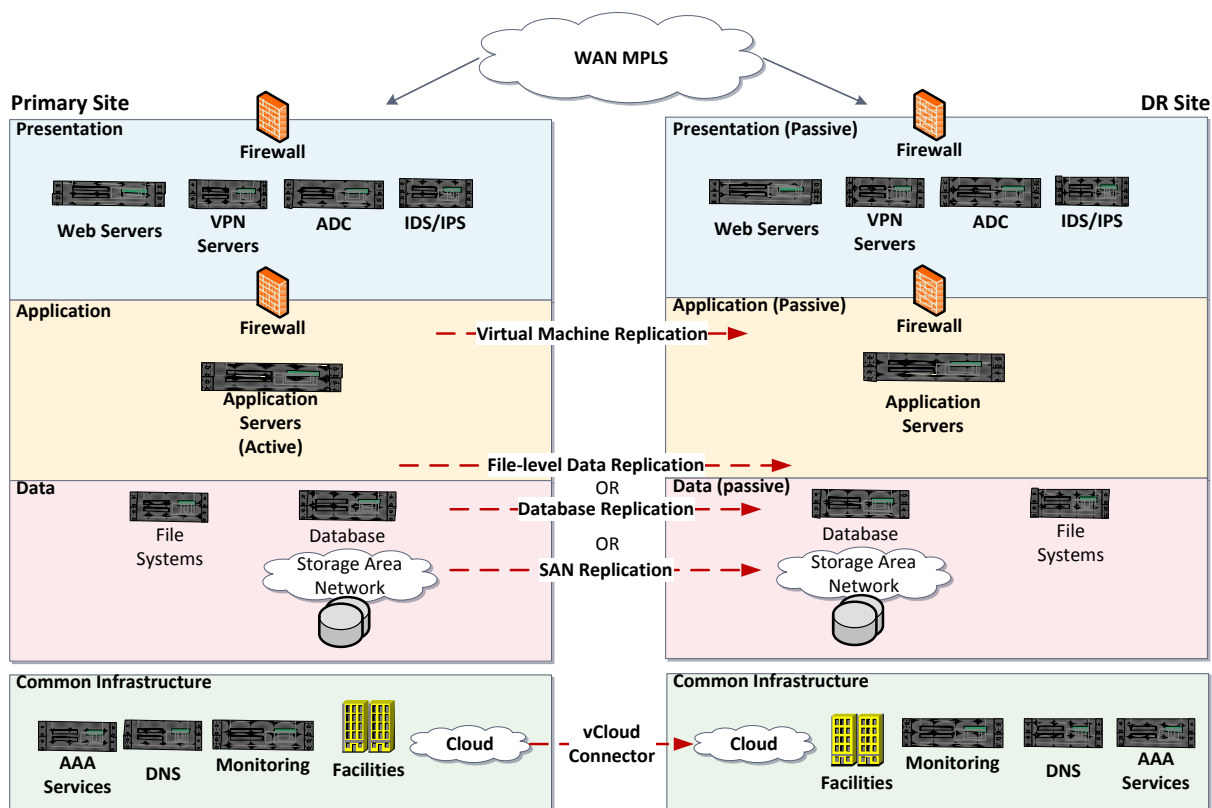 WAN MPLS
Primary Site
DR Site
Presentation
Firewall
Web Servers
VPN
Servers
ADC
IDS/IPS
Presentation (Passive)
Firewall
Web Servers
VPN
Servers
ADC
IDS/IPS
Application
Firewall
Application
Servers
(Active)
Virtual Machine Replication
Application (Passive)
Firewall
Application
Servers
File-level Data Replication
OR
Database Replication
OR
SAN Replication
Data
File
Systems
Database
Storage Area
Network
Data (passive)
Database
File
Systems
Storage Area
Network
Common Infrastructure
AAA
Services
DNS
Monitoring
Facilities
Cloud
vCloud
Connector
Common Infrastructure
Cloud
Facilities
Monitoring
DNS
AAA
Services